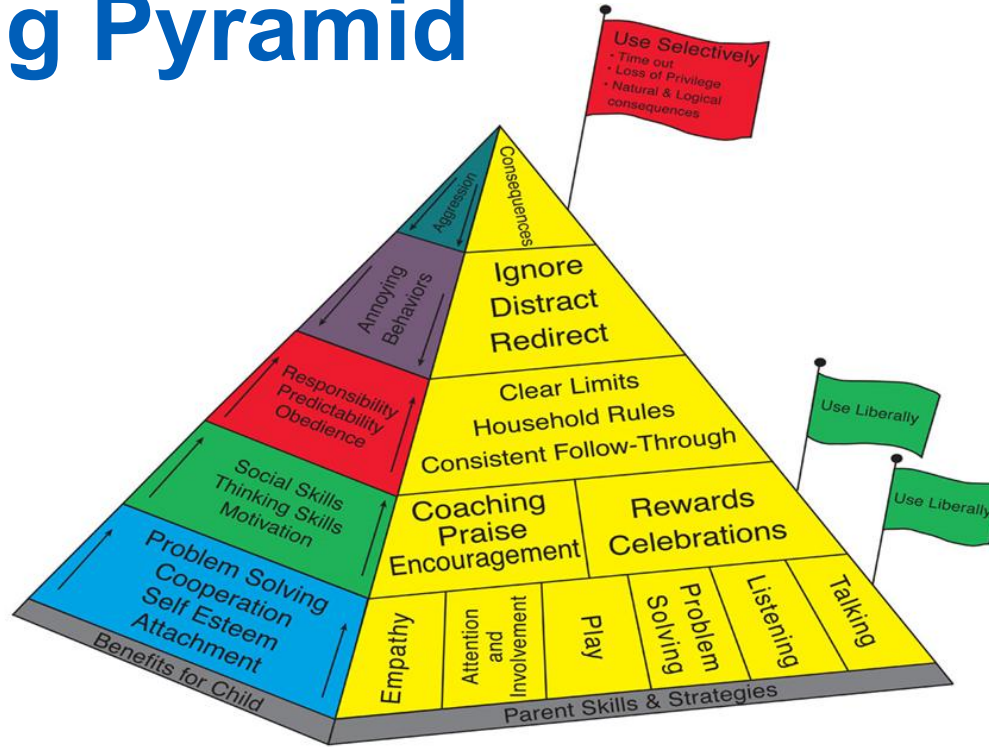 g Pyramid
Use Selectively
• Time out
• Loss of Privilege
• Natural & Logical
consequences
Aggression
Consequences
Annoying
Behaviors
Ignore
Distract
Redirect
Responsibility
Predictability
Obedience
Clear Limits
Household Rules
Consistent Follow-Through
Use Liberally
Social Skills
Thinking Skills
Motivation
Coaching
Praise
Encouragement
Rewards
Celebrations
Use Liberally
Problem Solving
Cooperation
Self Esteem
Attachment
Empathy
Attention
and
Involvement
Play
Problem
Solving
Listening
Talking
Benefits for Child
Parent Skills & Strategies